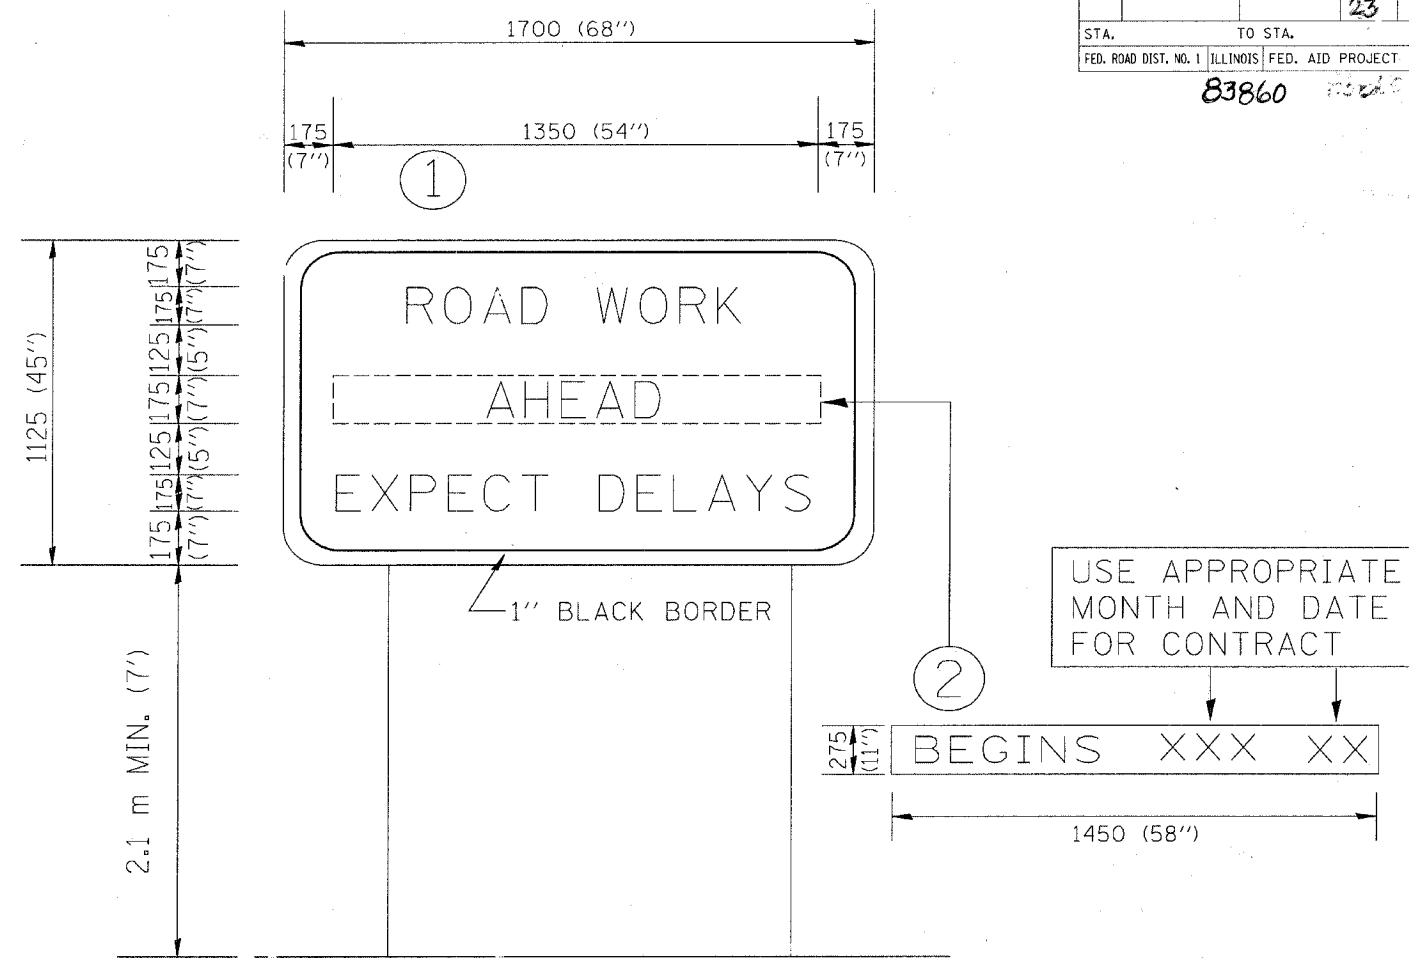 1700 (68")
23
STA. TO STA.
FED. ROAD DIST. NO. 1 ILLINOIS FED. AID PROJECT
83860
175 (7")
1350 (54")
175 (7")
1
1125 (45")
175 (7")
175 (7")
125 (5")
175 (7")
125 (5")
175 (7")
175 (7")
ROAD WORK
AHEAD
EXPECT DELAYS
1" BLACK BORDER
2.1 m MIN. (7')
2
USE APPROPRIATE
MONTH AND DATE
FOR CONTRACT
275 (11")
BEGINS XXX XX
1450 (58")